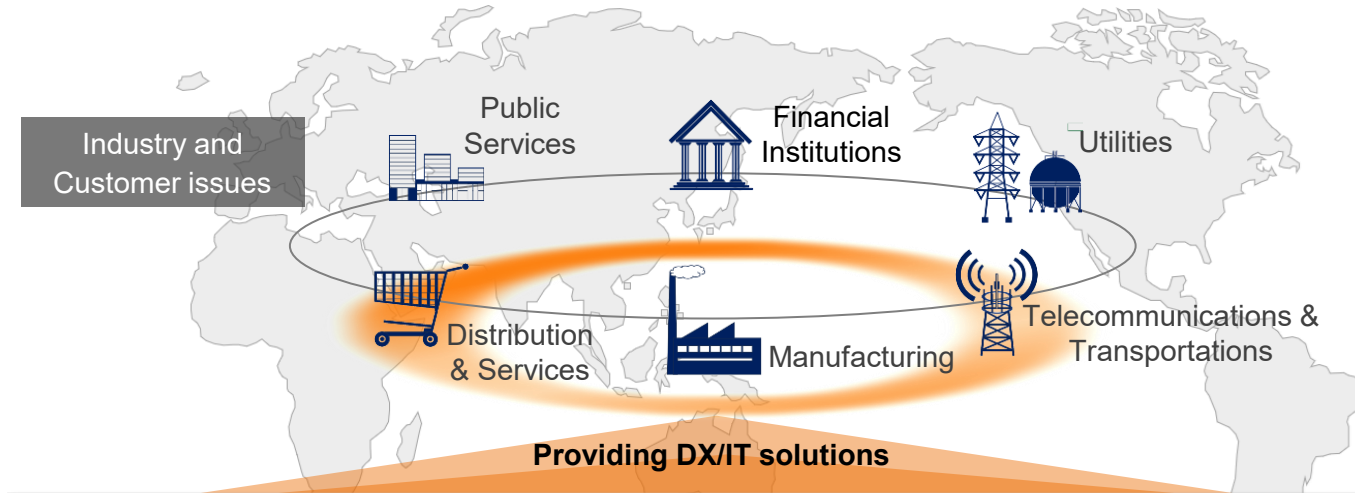 Industry and
Customer issues
Public
Services
Financial
Institutions
Utilities
Distribution
& Services
Manufacturing
Telecommunications &
Transportations
Providing DX/IT solutions